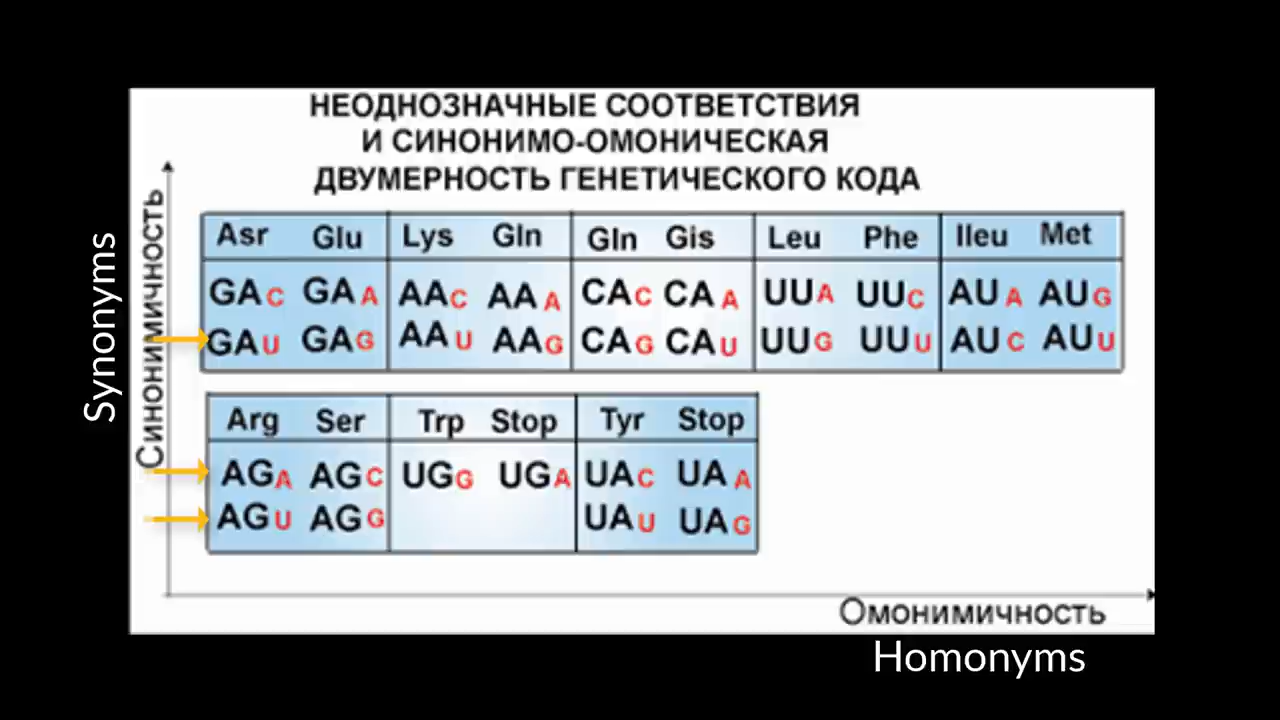 НЕОДНОЗНАЧНЫЕ СООТВЕТСТВИЯ
И СИНОНИМО-ОМОНИЧЕСКАЯ
ДВУМЕРНОСТЬ ГЕНЕТИЧЕСКОГО КОДА
Synonyms
Синонимичность
Asr Glu Lys Gln Gln Gis Leu Phe Ileu Met
GAC GAA AAC AAA CAC CAA UUA UUC AUA AUG
GAU GAG AAU AAG CAG CAU UUG UUU AUC AUU
Arg Ser Trp Stop Tyr Stop
AGA AGC UGG UGA UAC UAA
AGU AGG UAU UAG
Омонимичность
Homonyms